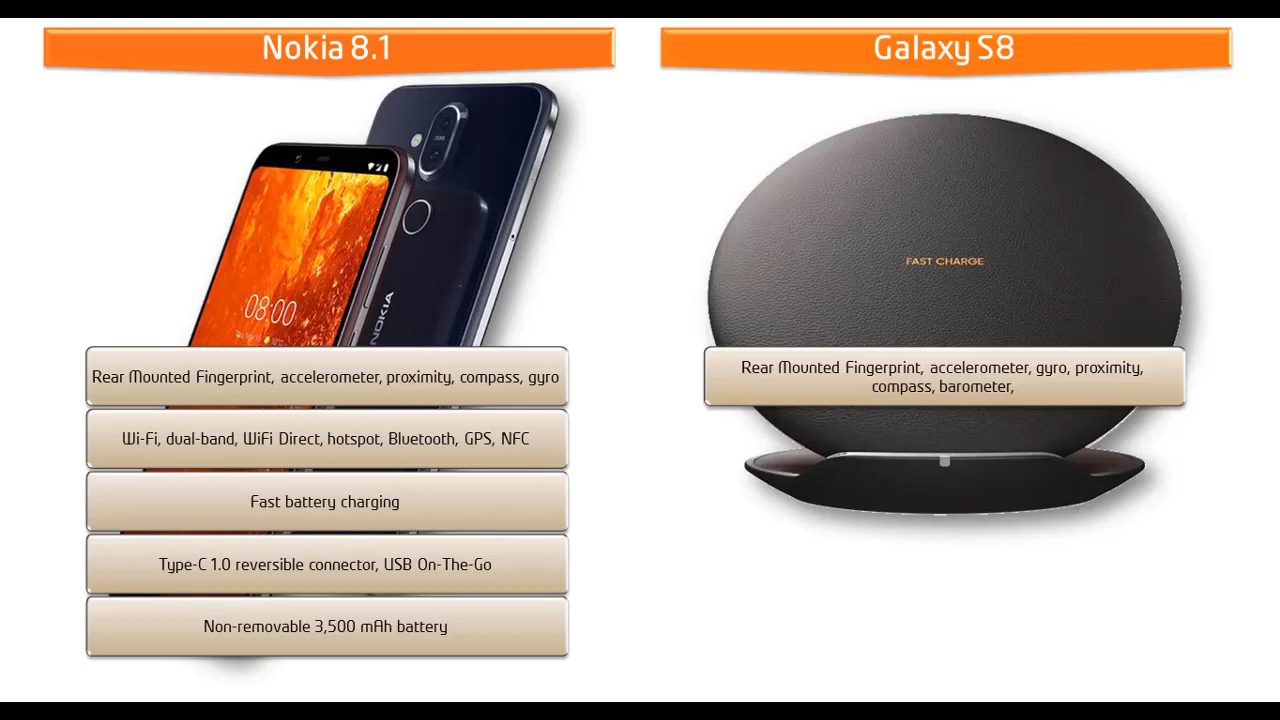 Nokia 8.1
Galaxy S8
08:00
NOKIA
Rear Mounted Fingerprint, accelerometer, proximity, compass, gyro
Wi-Fi, dual-band, WiFi Direct, hotspot, Bluetooth, GPS, NFC
Fast battery charging
Type-C 1.0 reversible connector, USB On-The-Go
Non-removable 3,500 mAh battery
FAST CHARGE
Rear Mounted Fingerprint, accelerometer, gyro, proximity,
compass, barometer,